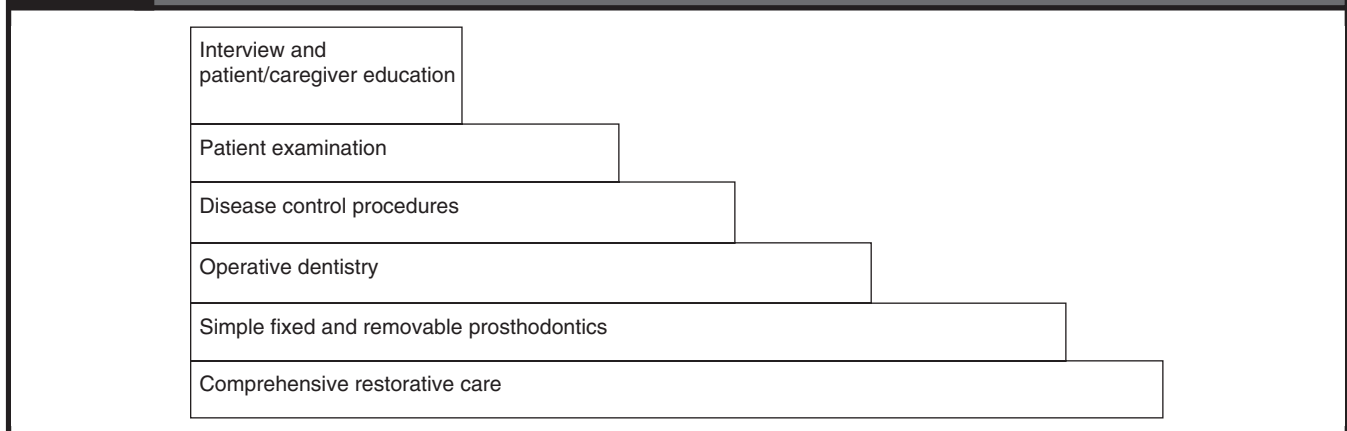 Interview and
patient/caregiver education
Patient examination
Disease control procedures
Operative dentistry
Simple fixed and removable prosthodontics
Comprehensive restorative care